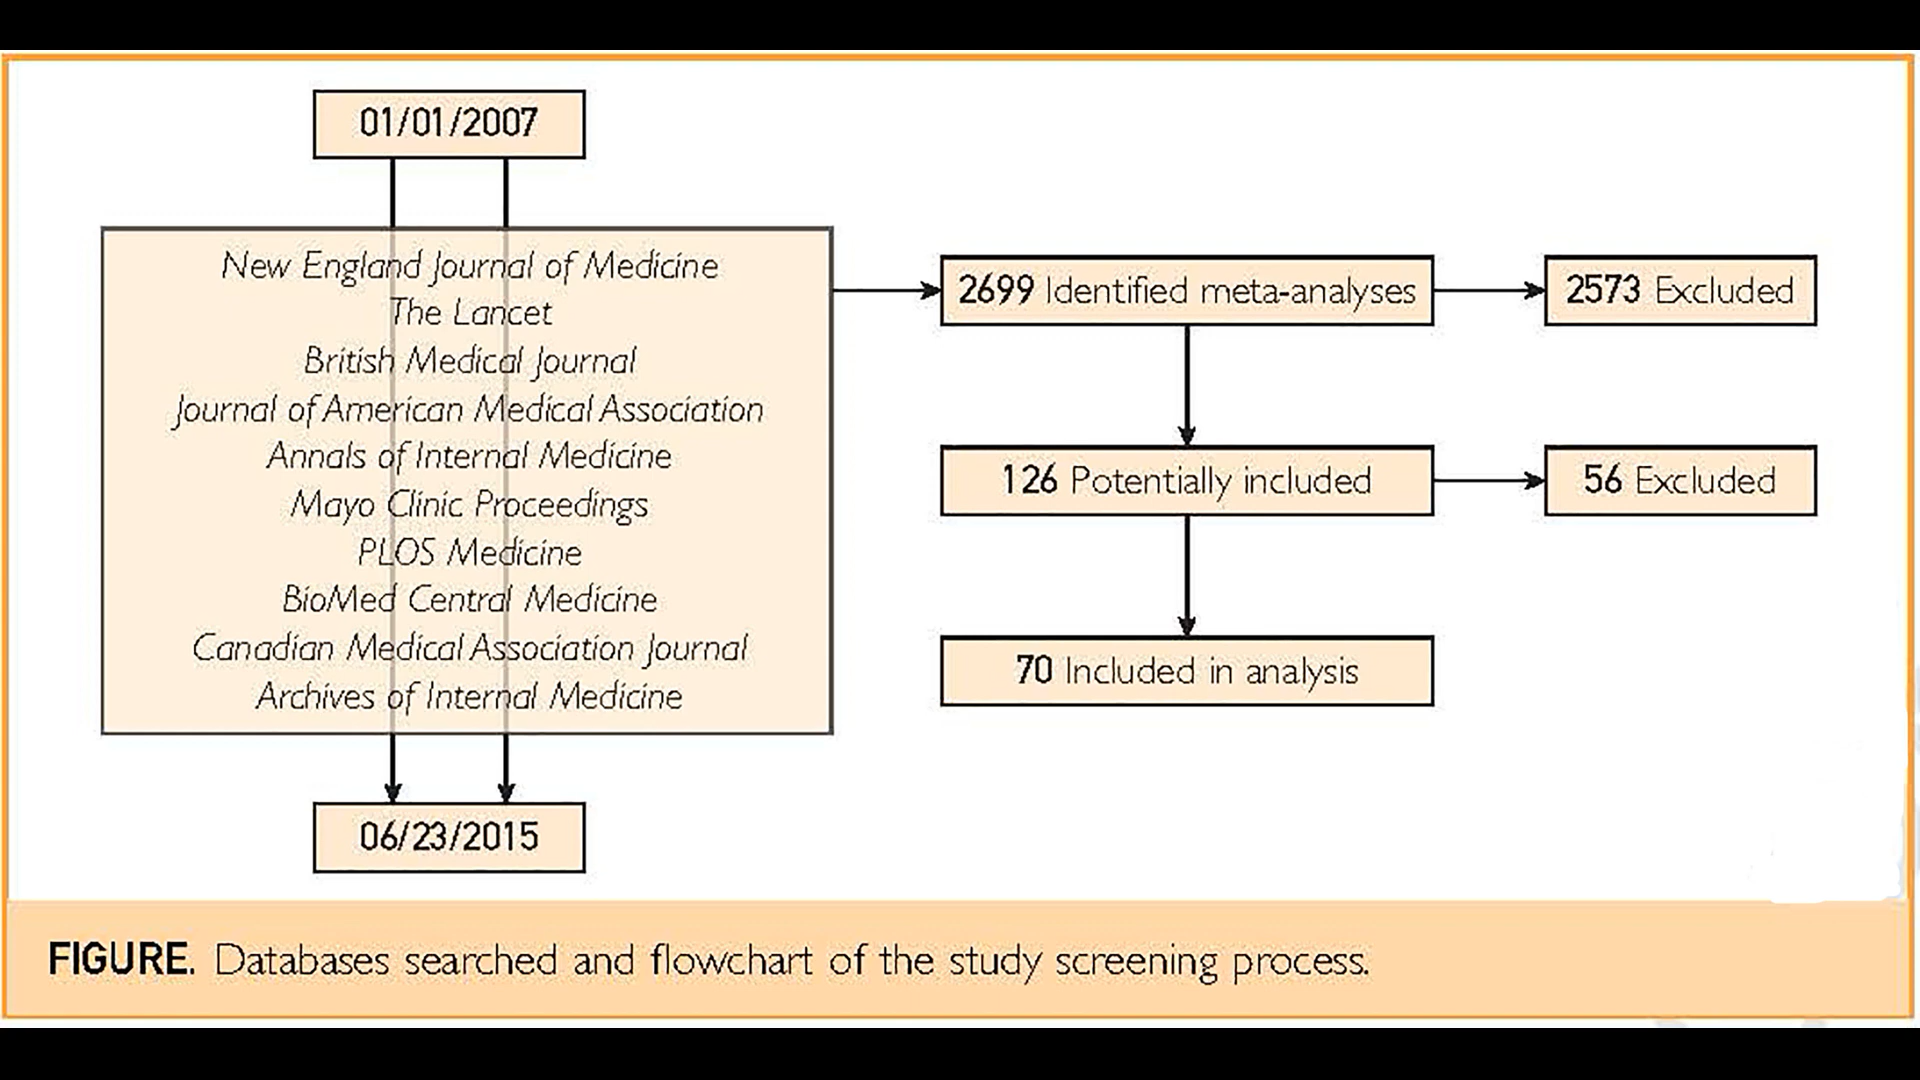 01/01/2007
New England Journal of Medicine
The Lancet
British Medical Journal
Journal of American Medical Association
Annals of Internal Medicine
Mayo Clinic Proceedings
PLOS Medicine
BioMed Central Medicine
Canadian Medical Association Journal
Archives of Internal Medicine
06/23/2015
2699 Identified meta-analyses
2573 Excluded
126 Potentially included
56 Excluded
70 Included in analysis
FIGURE. Databases searched and flowchart of the study screening process.